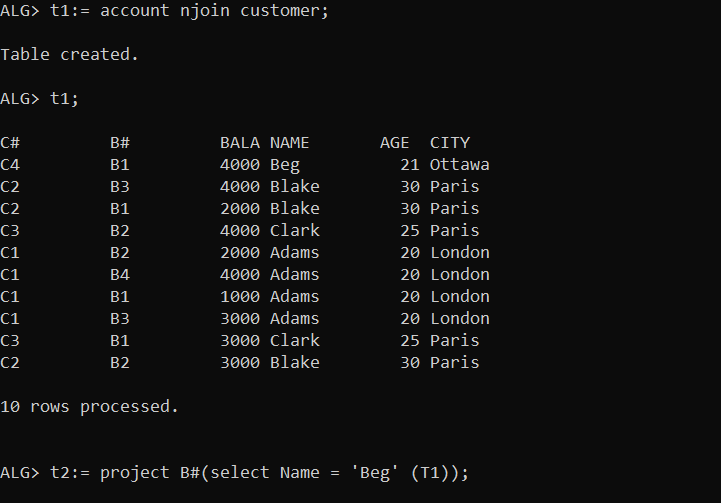 ALG> t1:= account njoin customer;
Table created.
ALG> t1;
C# B# BALA NAME AGE CITY
C4 B1 4000 Beg 21 Ottawa
C2 B3 4000 Blake 30 Paris
C2 B1 2000 Blake 30 Paris
C3 B2 4000 Clark 25 Paris
C1 B2 2000 Adams 20 London
C1 B4 4000 Adams 20 London
C1 B1 1000 Adams 20 London
C1 B3 3000 Adams 20 London
C3 B1 3000 Clark 25 Paris
C2 B2 3000 Blake 30 Paris
10 rows processed.
ALG> t2:= project B#(select Name = 'Beg' (T1));